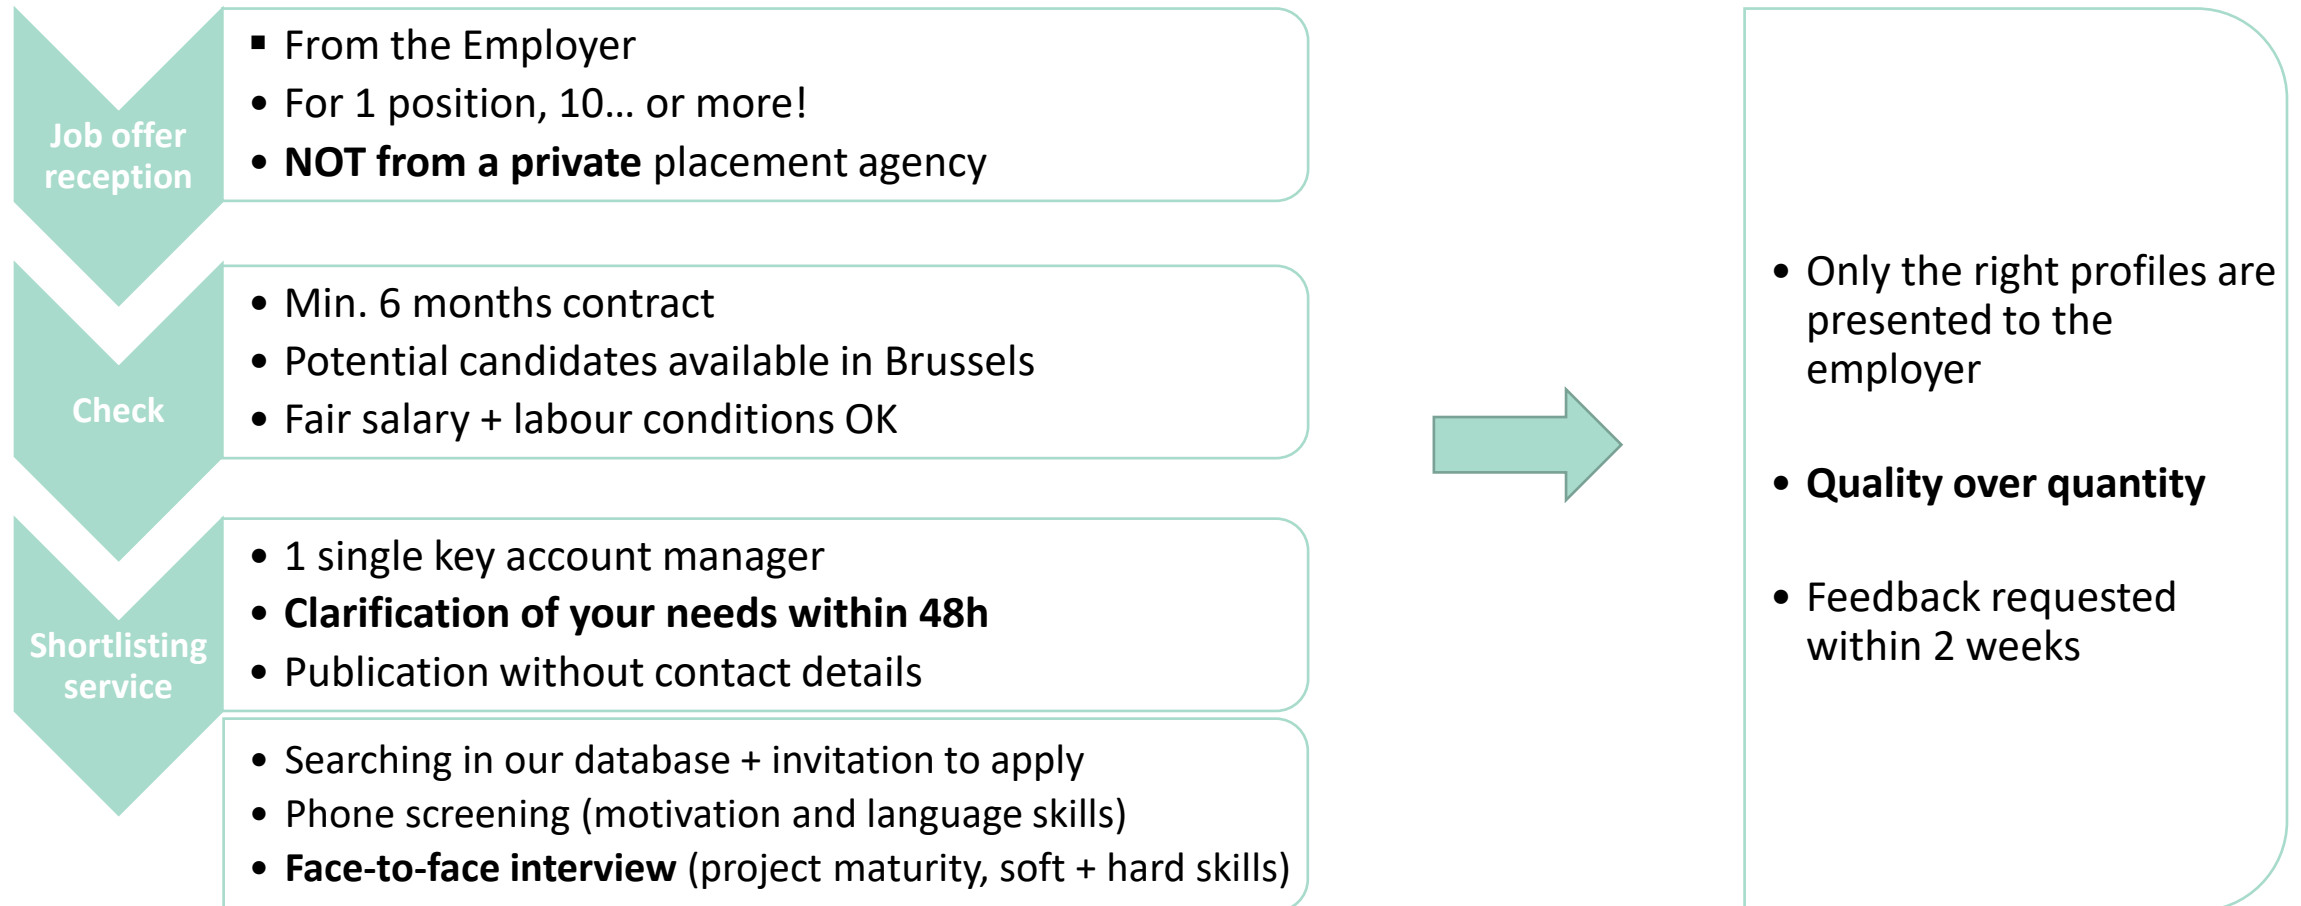 Job offer
reception
▪ From the Employer
• For 1 position, 10… or more!
• NOT from a private placement agency
Check
• Min. 6 months contract
• Potential candidates available in Brussels
• Fair salary + labour conditions OK
Shortlisting
service
• 1 single key account manager
• Clarification of your needs within 48h
• Publication without contact details
• Searching in our database + invitation to apply
• Phone screening (motivation and language skills)
• Face-to-face interview (project maturity, soft + hard skills)
• Only the right profiles are
presented to the
employer
• Quality over quantity
• Feedback requested
within 2 weeks